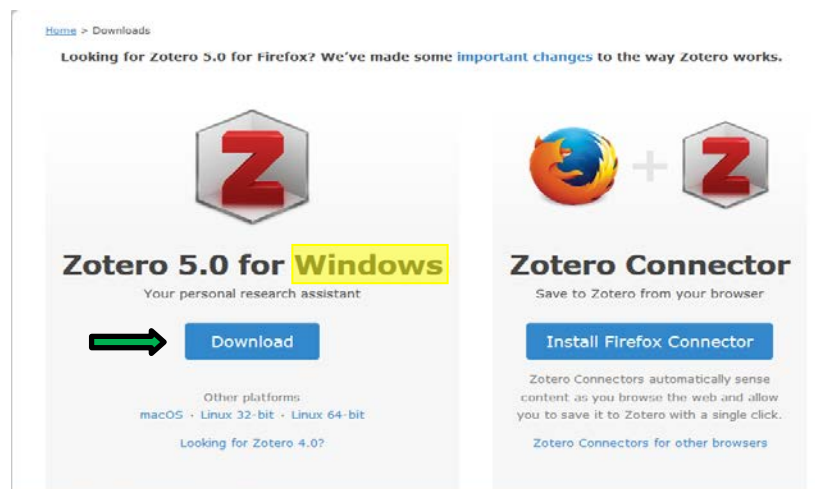 Home > Downloads
Looking for Zotero 5.0 for Firefox? We've made some important changes to the way Zotero works.
Z
Zotero 5.0 for Windows
Your personal research assistant
Download
Other platforms
macOS · Linux 32-bit · Linux 64-bit
Looking for Zotero 4.0?
+ Z
Zotero Connector
Save to Zotero from your browser
Install Firefox Connector
Zotero Connectors automatically sense
content as you browse the web and allow
you to save it to Zotero with a single click.
Zotero Connectors for other browsers